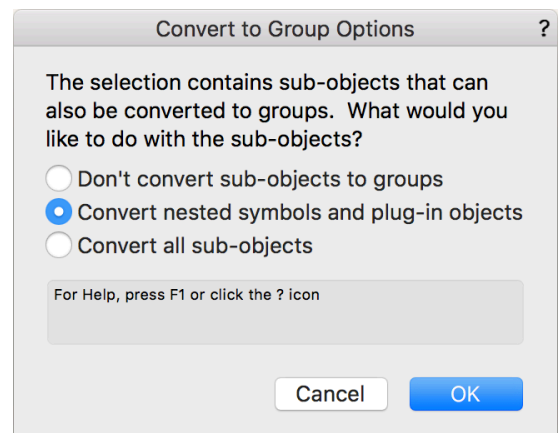 Convert to Group Options ?
The selection contains sub-objects that can
also be converted to groups.  What would you
like to do with the sub-objects?
Don't convert sub-objects to groups
Convert nested symbols and plug-in objects
Convert all sub-objects
For Help, press F1 or click the ? icon
Cancel OK